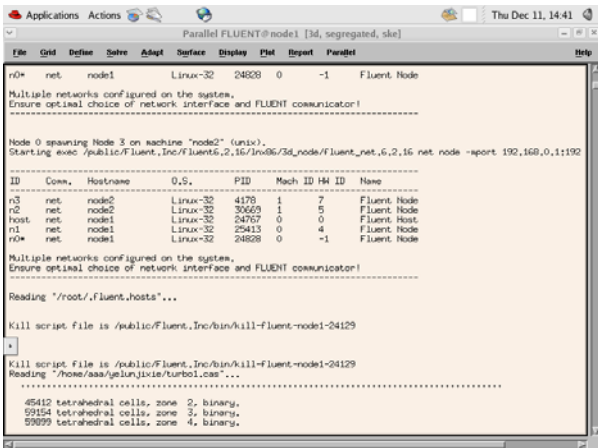 Applications Actions Thu Dec 11, 14:41
Parallel FLUENT@node1 [3d, segregated, ske]
File Grid Define Solve Adapt Surface Display Plot Report Parallel Help
n0* net node1 Linux-32 24828 0 -1 Fluent Node
Multiple networks configured on the system.
Ensure optimal choice of network interface and FLUENT communicator!
------------------------------------------------------------------------------
Node 0 spawning Node 3 on machine "node2" (unix).
Starting exec /public/Fluent.Inc/fluent6.2.16/lnx86/3d_node/fluent_net.6.2.16 net node -mport 192.168.0.1:192
------------------------------------------------------------------------------
ID Comm. Hostname O.S. PID Mach ID HW ID Name
------------------------------------------------------------------------------
n3 net node2 Linux-32 4178 1 7 Fluent Node
n2 net node2 Linux-32 30669 1 5 Fluent Node
host net node1 Linux-32 24767 0 0 Fluent Host
n1 net node1 Linux-32 25413 0 4 Fluent Node
n0* net node1 Linux-32 24828 0 -1 Fluent Node
Multiple networks configured on the system.
Ensure optimal choice of network interface and FLUENT communicator!
------------------------------------------------------------------------------
Reading "/root/.fluent.hosts"...
Kill script file is /public/Fluent.Inc/bin/kill-fluent-node1-24129
Kill script file is /public/Fluent.Inc/bin/kill-fluent-node1-24129
Reading "/home/aaa/yelunjixie/turbo1.cas"...
45412 tetrahedral cells, zone 2, binary.
59154 tetrahedral cells, zone 3, binary.
59899 tetrahedral cells, zone 4, binary.